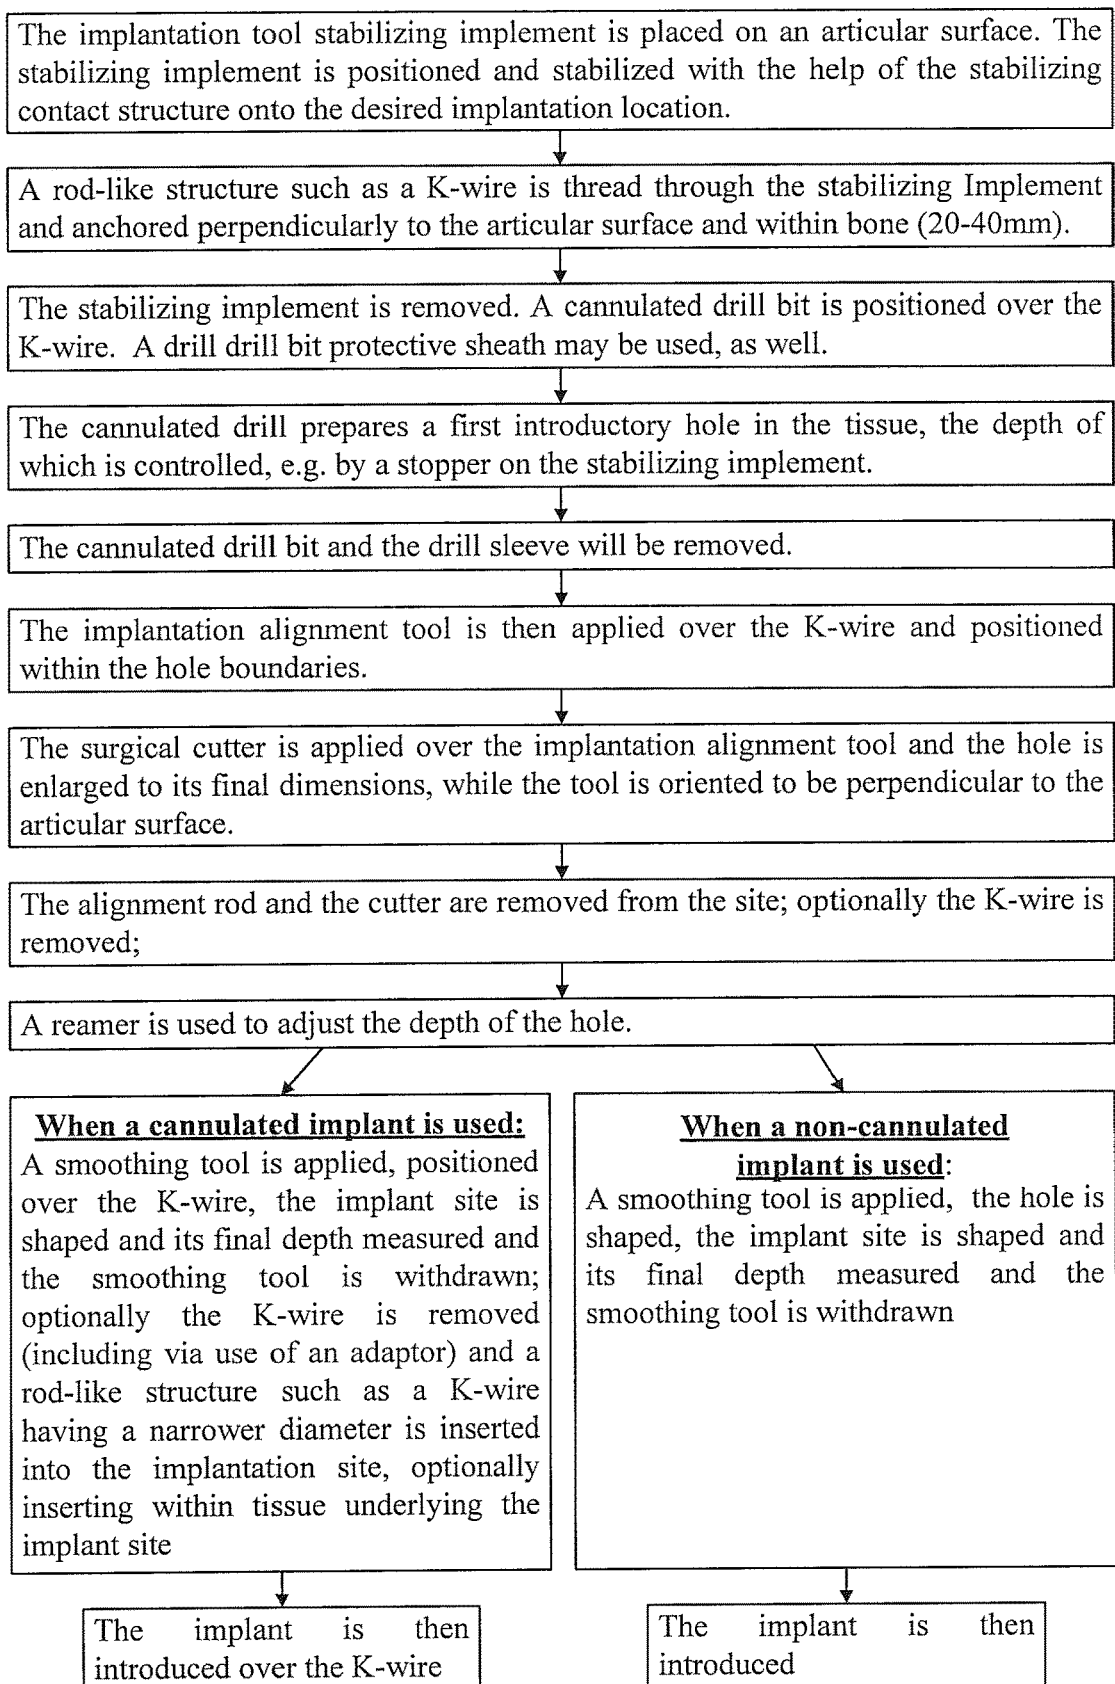 The implantation tool stabilizing implement is placed on an articular surface. The
stabilizing implement is positioned and stabilized with the help of the stabilizing
contact structure onto the desired implantation location.
A rod-like structure such as a K-wire is thread through the stabilizing Implement
and anchored perpendicularly to the articular surface and within bone (20-40mm).
The stabilizing implement is removed. A cannulated drill bit is positioned over the
K-wire. A drill drill bit protective sheath may be used, as well.
The cannulated drill prepares a first introductory hole in the tissue, the depth of
which is controlled, e.g. by a stopper on the stabilizing implement.
The cannulated drill bit and the drill sleeve will be removed.
The implantation alignment tool is then applied over the K-wire and positioned
within the hole boundaries.
The surgical cutter is applied over the implantation alignment tool and the hole is
enlarged to its final dimensions, while the tool is oriented to be perpendicular to the
articular surface.
The alignment rod and the cutter are removed from the site; optionally the K-wire is
removed;
A reamer is used to adjust the depth of the hole.
When a cannulated implant is used:
A smoothing tool is applied, positioned
over the K-wire, the implant site is
shaped and its final depth measured and
the smoothing tool is withdrawn;
optionally the K-wire is removed
(including via use of an adaptor) and a
rod-like structure such as a K-wire
having a narrower diameter is inserted
into the implantation site, optionally
inserting within tissue underlying the
implant site
The implant is then
introduced over the K-wire
When a non-cannulated
implant is used:
A smoothing tool is applied, the hole is
shaped, the implant site is shaped and
its final depth measured and the
smoothing tool is withdrawn
The implant is then
introduced